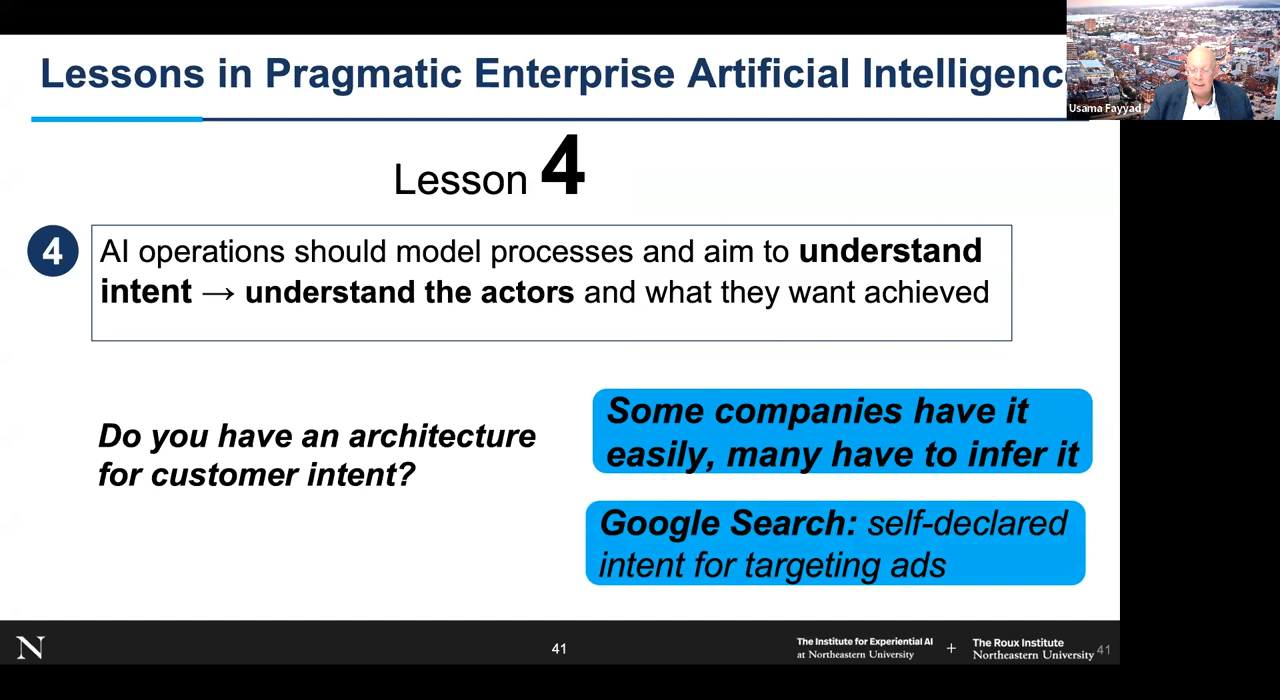 Lessons in Pragmatic Enterprise Artificial Intelligenc
Usama Fayyad
Lesson 4
4
AI operations should model processes and aim to understand
intent → understand the actors and what they want achieved
Do you have an architecture
for customer intent?
Some companies have it
easily, many have to infer it
Google Search: self-declared
intent for targeting ads
N
41
The Institute for Experiential AI
at Northeastern University
+
The Roux Institute
Northeastern University
41